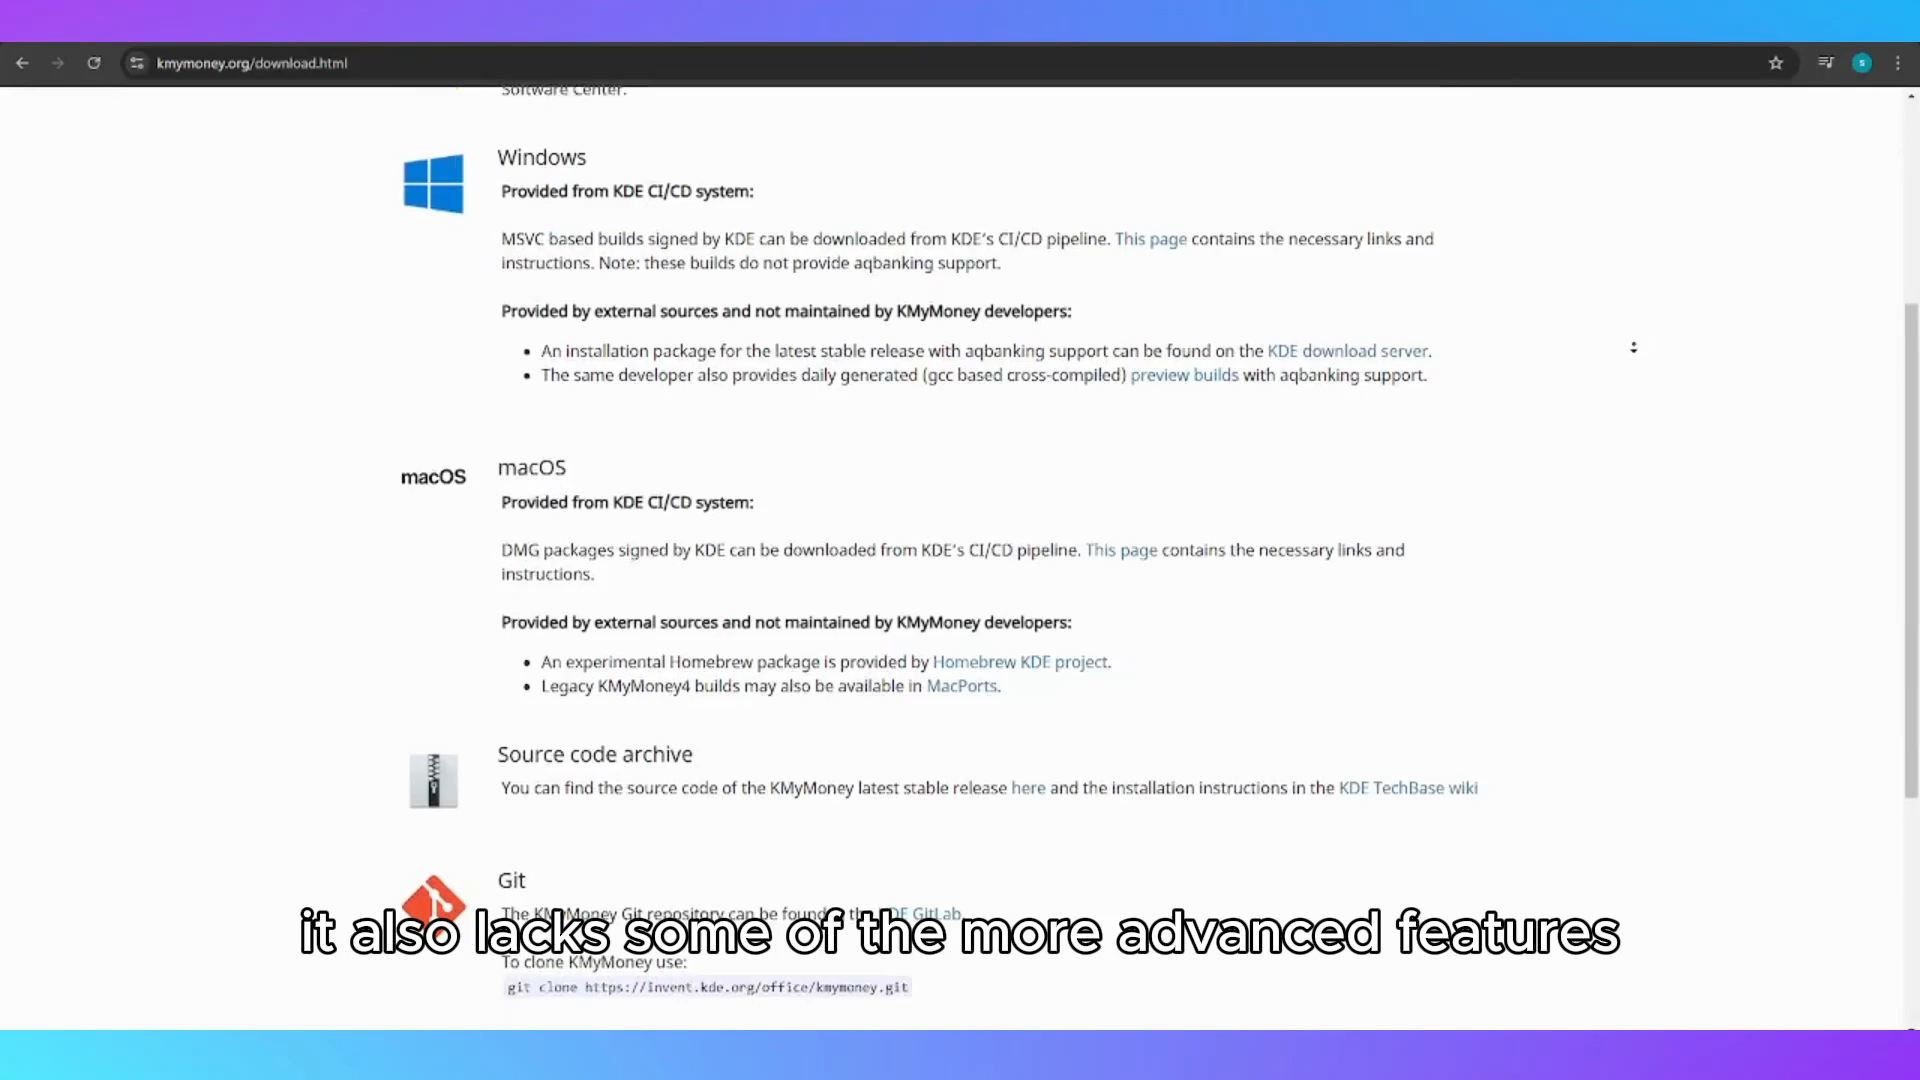 kmymoney.org/download.html
S
Software Center.
Windows
Provided from KDE CI/CD system:
MSVC based builds signed by KDE can be downloaded from KDE's CI/CD pipeline. This page contains the necessary links and
instructions. Note: these builds do not provide aqbanking support.
Provided by external sources and not maintained by KMyMoney developers:
• An installation package for the latest stable release with aqbanking support can be found on the KDE download server.
• The same developer also provides daily generated (gcc based cross-compiled) preview builds with aqbanking support.
macOS
macOS
Provided from KDE CI/CD system:
DMG packages signed by KDE can be downloaded from KDE's CI/CD pipeline. This page contains the necessary links and
instructions.
Provided by external sources and not maintained by KMyMoney developers:
• An experimental Homebrew package is provided by Homebrew KDE project.
• Legacy KMyMoney4 builds may also be available in MacPorts.
Source code archive
You can find the source code of the KMyMoney latest stable release here and the installation instructions in the KDE TechBase wiki
Git
The KMyMoney Git repository can be found KDE GitLab.
it also lacks some of the more advanced features
To clone KMyMoney use:
git clone https://invent.kde.org/office/kmymoney.git